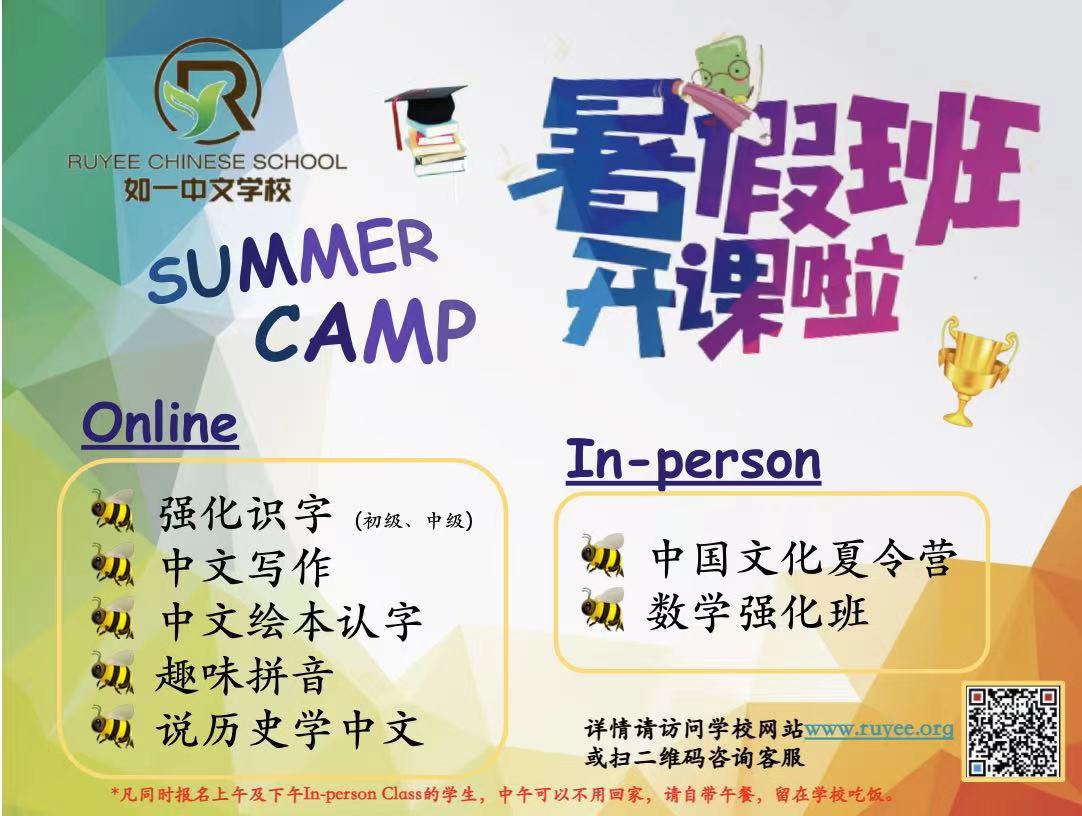 RUYEE CHINESE SCHOOL
如一中文学校
暑假班
开课啦
SUMMER
CAMP
Online
强化识字 (初级、中级)
中文写作
中文绘本认字
趣味拼音
说历史学中文
In-person
中国文化夏令营
数学强化班
详情请访问学校网站www.ruyee.org
或扫二维码咨询客服
*凡同时报名上午及下午In-person Class的学生，中午可以不用回家，请自带午餐，留在学校吃饭。